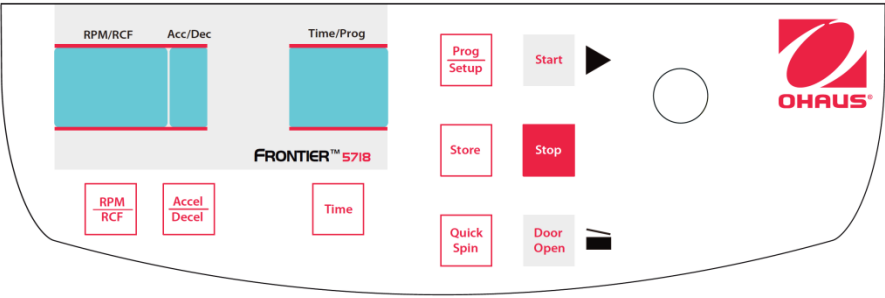 RPM/RCF Acc/Dec Time/Prog
FRONTIER™ 5718
RPM
RCF
Accel
Decel
Time
Prog
Setup
Start
Store
Stop
Quick
Spin
Door
Open
OHAUS®